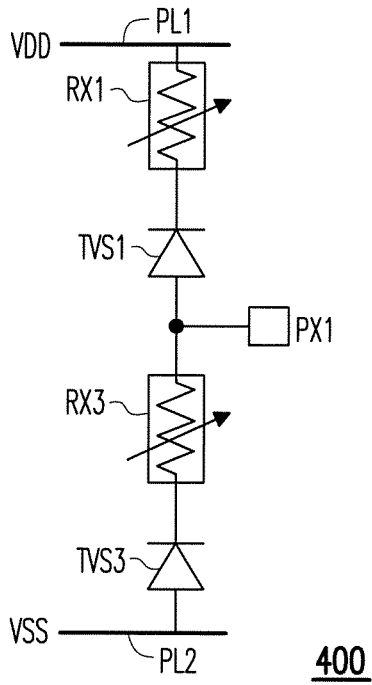 PL1
VDD
RX1
TVS1
PX1
RX3
TVS3
VSS
PL2
400